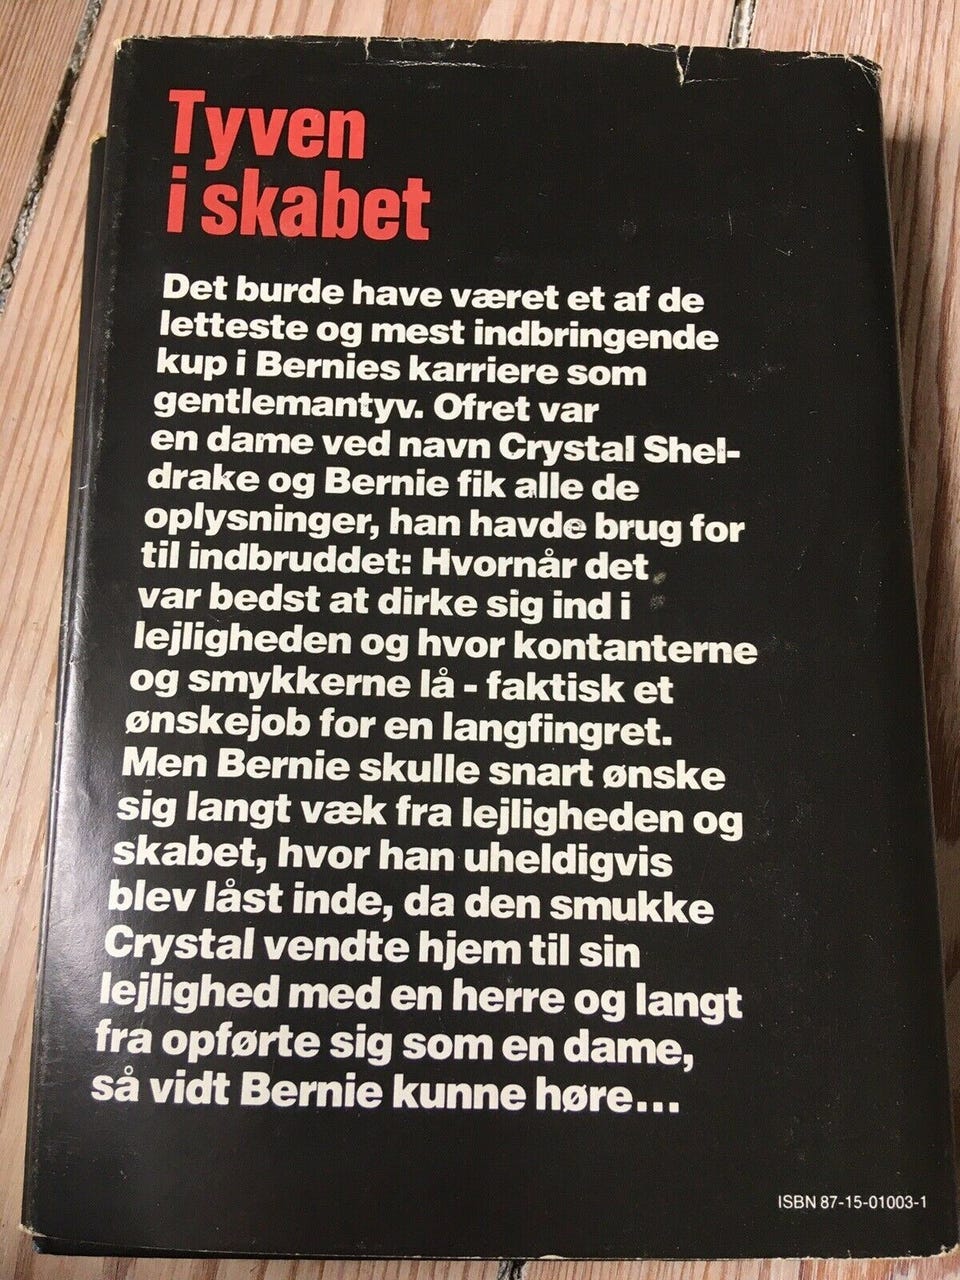 Tyven
i skabet
Det burde have været et af de
letteste og mest indbringende
kup i Bernies karriere som
gentlemantyv. Ofret var
en dame ved navn Crystal Shel-
drake og Bernie fik alle de
oplysninger, han havde brug for
til indbruddet: Hvornår det
var bedst at dirke sig ind i
lejligheden og hvor kontanterne
og smykkerne lå - faktisk et
ønskejob for en langfingret.
Men Bernie skulle snart ønske
sig langt væk fra lejligheden og
skabet, hvor han uheldigvis
blev låst inde, da den smukke
Crystal vendte hjem til sin
lejlighed med en herre og langt
fra opførte sig som en dame,
så vidt Bernie kunne høre...
ISBN 87-15-01003-1